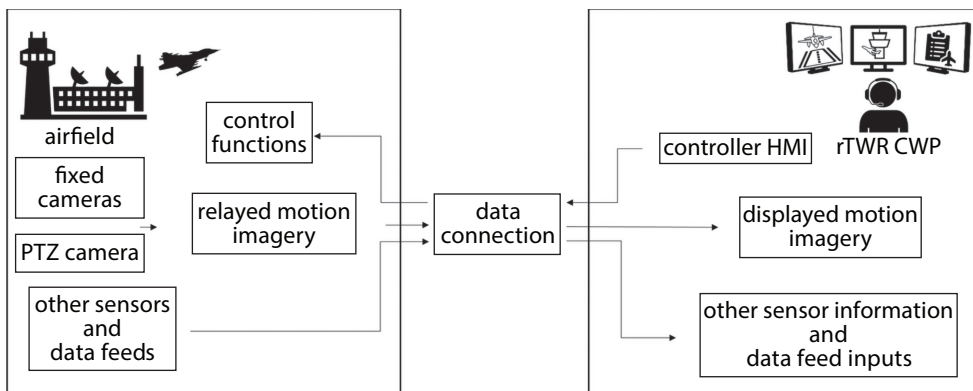 airfield
fixed
cameras
PTZ camera
other sensors
and
data feeds
control
functions
relayed motion
imagery
data
connection
rTWR CWP
controller HMI
displayed motion
imagery
other sensor information
and
data feed inputs